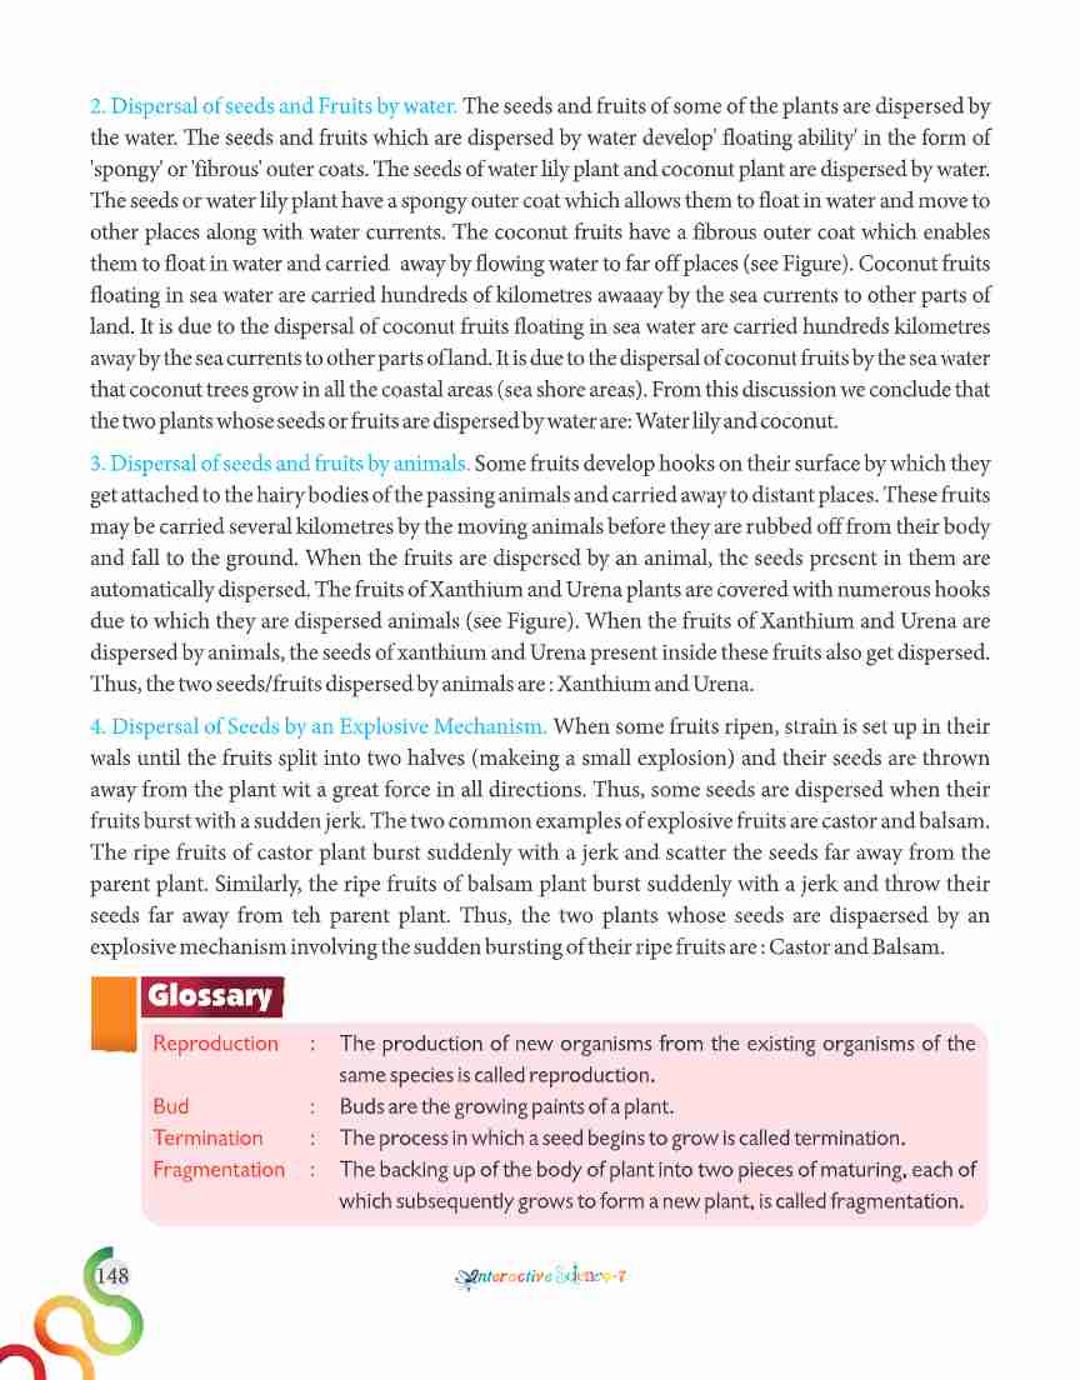 2. Dispersal of seeds and Fruits by water. The seeds and fruits of some of the plants are dispersed by
the water. The seeds and fruits which are dispersed by water develop' floating ability' in the form of
'spongy' or 'fibrous' outer coats. The seeds of water lily plant and coconut plant are dispersed by water.
The seeds or water lily plant have a spongy outer coat which allows them to float in water and move to
other places along with water currents. The coconut fruits have a fibrous outer coat which enables
them to float in water and carried away by flowing water to far off places (see Figure). Coconut fruits
floating in sea water are carried hundreds of kilometres awaaay by the sea currents to other parts of
land. It is due to the dispersal of coconut fruits floating in sea water are carried hundreds kilometres
away by the sea currents to other parts of land. It is due to the dispersal of coconut fruits by the sea water
that coconut trees grow in all the coastal areas (sea shore areas). From this discussion we conclude that
the two plants whose seeds or fruits are dispersed by water are: Water lily and coconut.
3. Dispersal of seeds and fruits by animals. Some fruits develop hooks on their surface by which they
get attached to the hairy bodies of the passing animals and carried away to distant places. These fruits
may be carried several kilometres by the moving animals before they are rubbed off from their body
and fall to the ground. When the fruits are dispersed by an animal, the seeds present in them are
automatically dispersed. The fruits of Xanthium and Urena plants are covered with numerous hooks
due to which they are dispersed animals (see Figure). When the fruits of Xanthium and Urena are
dispersed by animals, the seeds of xanthium and Urena present inside these fruits also get dispersed.
Thus, the two seeds/fruits dispersed by animals are : Xanthium and Urena.
4. Dispersal of Seeds by an Explosive Mechanism. When some fruits ripen, strain is set up in their
wals until the fruits split into two halves (makeing a small explosion) and their seeds are thrown
away from the plant wit a great force in all directions. Thus, some seeds are dispersed when their
fruits burst with a sudden jerk. The two common examples of explosive fruits are castor and balsam.
The ripe fruits of castor plant burst suddenly with a jerk and scatter the seeds far away from the
parent plant. Similarly, the ripe fruits of balsam plant burst suddenly with a jerk and throw their
seeds far away from teh parent plant. Thus, the two plants whose seeds are dispaersed by an
explosive mechanism involving the sudden bursting of their ripe fruits are : Castor and Balsam.
Glossary
Reproduction : The production of new organisms from the existing organisms of the
same species is called reproduction.
Bud : Buds are the growing paints of a plant.
Termination : The process in which a seed begins to grow is called termination.
Fragmentation : The backing up of the body of plant into two pieces of maturing, each of
which subsequently grows to form a new plant, is called fragmentation.
148
Interactive Science-7